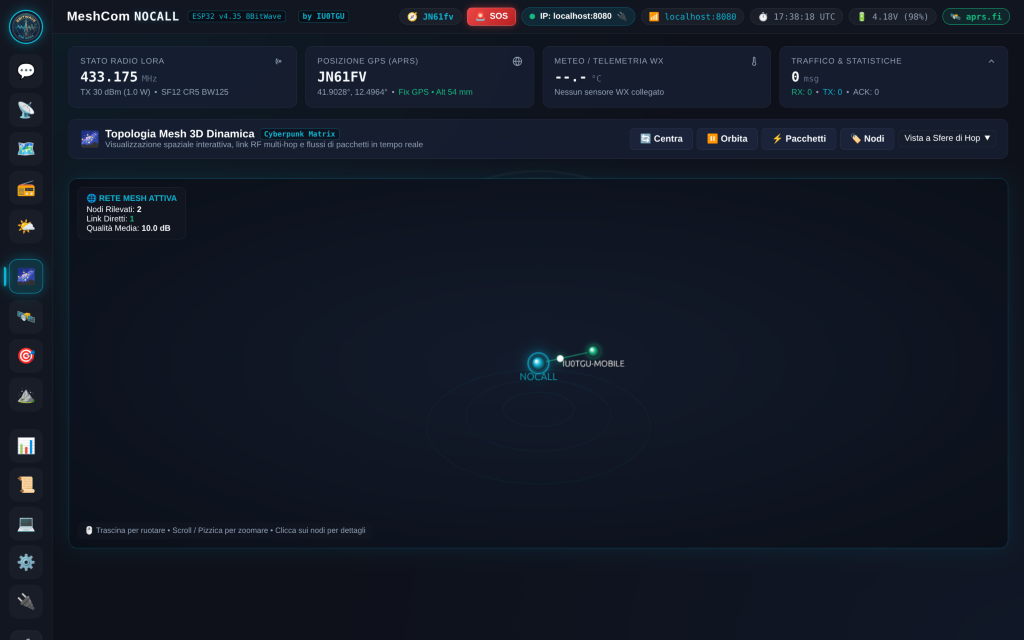 MeshCom NOCALL
ESP32 v4.35 8BitWave
by IU0TGU
JN61fv
SOS
IP: localhost:8080
localhost:8080
17:38:18 UTC
4.18V (98%)
aprs.fi
STATO RADIO LORA
433.175 MHz
TX 30 dBm (1.0 W) • SF12 CR5 BW125
POSIZIONE GPS (APRS)
JN61FV
41.9028°, 12.4964° • Fix GPS • Alt 54 mm
METEO / TELEMETRIA WX
--.- °C
Nessun sensore WX collegato
TRAFFICO & STATISTICHE
0 msg
RX: 0 • TX: 0 • ACK: 0
Topologia Mesh 3D Dinamica Cyberpunk Matrix
Visualizzazione spaziale interattiva, link RF multi-hop e flussi di pacchetti in tempo reale
Centra
Orbita
Pacchetti
Nodi
Vista a Sfere di Hop
RETE MESH ATTIVA
Nodi Rilevati: 2
Link Diretti: 1
Qualità Media: 10.0 dB
IU0TGU-MOBILE
NOCALL
Trascina per ruotare • Scroll / Pizzica per zoomare • Clicca sui nodi per dettagli